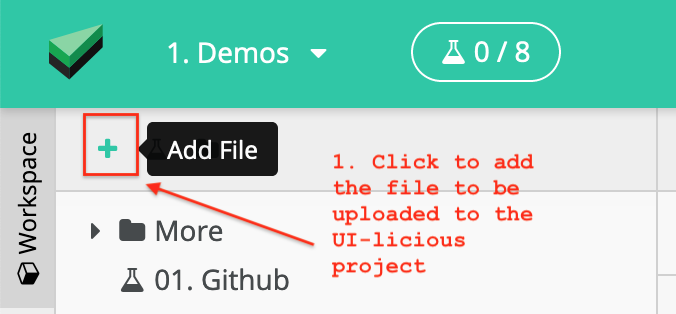 1. Demos
0 / 8
Workspace
+
Add File
1. Click to add
the file to be
uploaded to the
UI-licious
project
More
01. Github